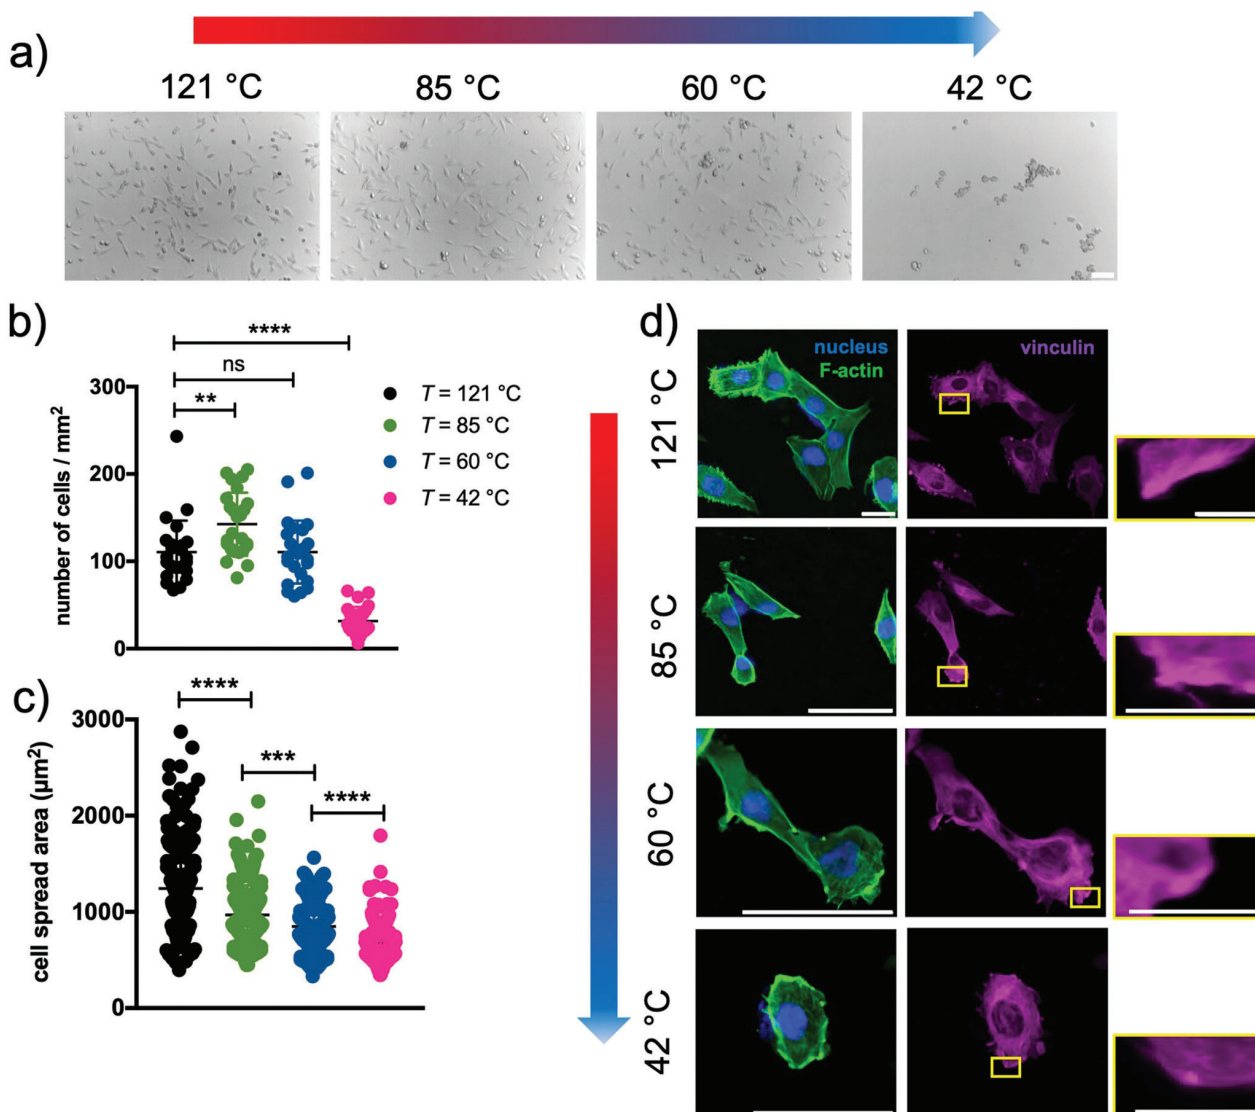 a)
121 °C
85 °C
60 °C
42 °C
b)
****
ns
**
300
200
100
0
number of cells / mm²
T = 121 °C
T = 85 °C
T = 60 °C
T = 42 °C
c)
****
***
****
3000
2000
1000
0
cell spread area (µm²)
d)
nucleus
F-actin
vinculin
121 °C
85 °C
60 °C
42 °C